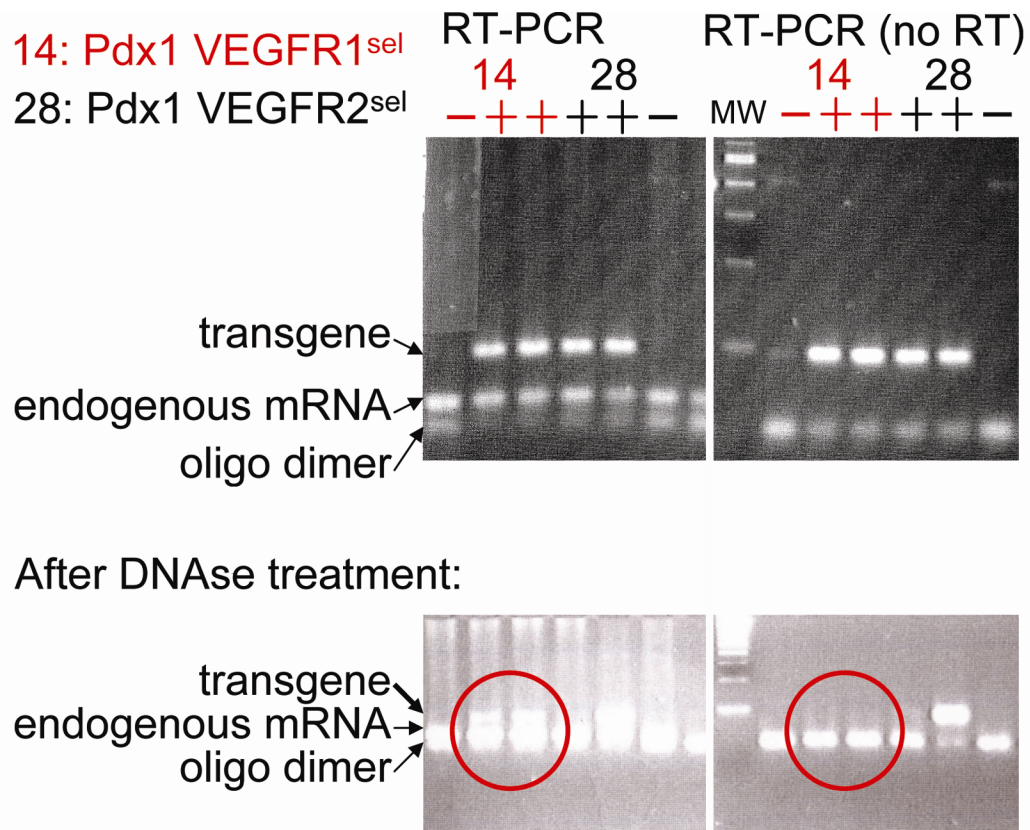 14: Pdx1 VEGFR1sel
28: Pdx1 VEGFR2sel
RT-PCR
14 28
− + + + + −
RT-PCR (no RT)
14 28
MW − + + + + −
transgene
endogenous mRNA
oligo dimer
After DNAse treatment:
transgene
endogenous mRNA
oligo dimer